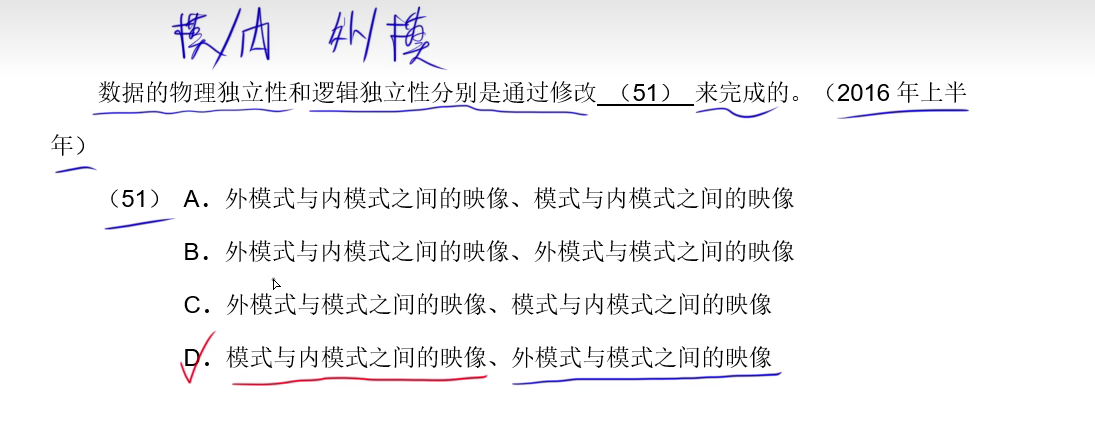 模/内 外/模
数据的物理独立性和逻辑独立性分别是通过修改 （51） 来完成的。（2016 年上半
年）
（51） A．外模式与内模式之间的映像、模式与内模式之间的映像
B．外模式与内模式之间的映像、外模式与模式之间的映像
C．外模式与模式之间的映像、模式与内模式之间的映像
D．模式与内模式之间的映像、外模式与模式之间的映像